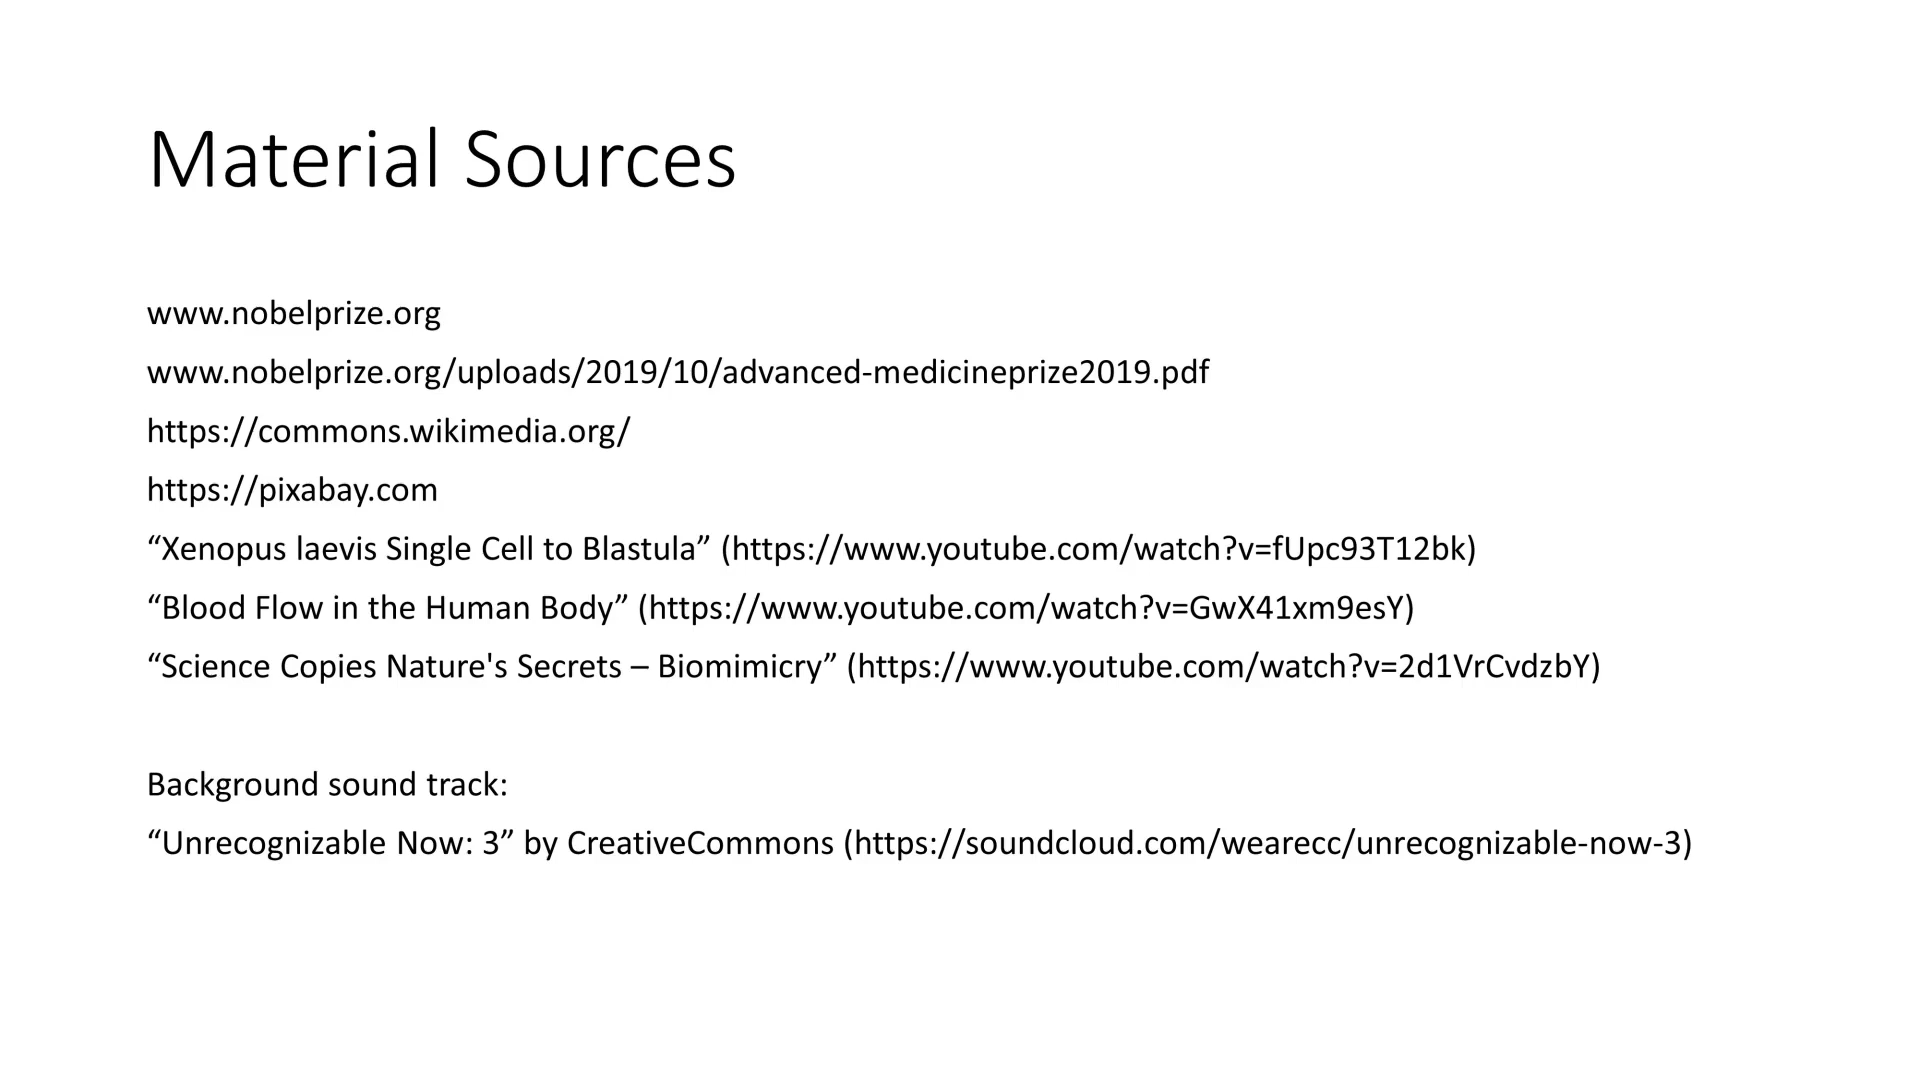 Material Sources
www.nobelprize.org
www.nobelprize.org/uploads/2019/10/advanced-medicineprize2019.pdf
https://commons.wikimedia.org/
https://pixabay.com
“Xenopus laevis Single Cell to Blastula” (https://www.youtube.com/watch?v=fUpc93T12bk)
“Blood Flow in the Human Body” (https://www.youtube.com/watch?v=GwX41xm9esY)
“Science Copies Nature's Secrets – Biomimicry” (https://www.youtube.com/watch?v=2d1VrCvdzbY)
Background sound track:
“Unrecognizable Now: 3” by CreativeCommons (https://soundcloud.com/wearecc/unrecognizable-now-3)